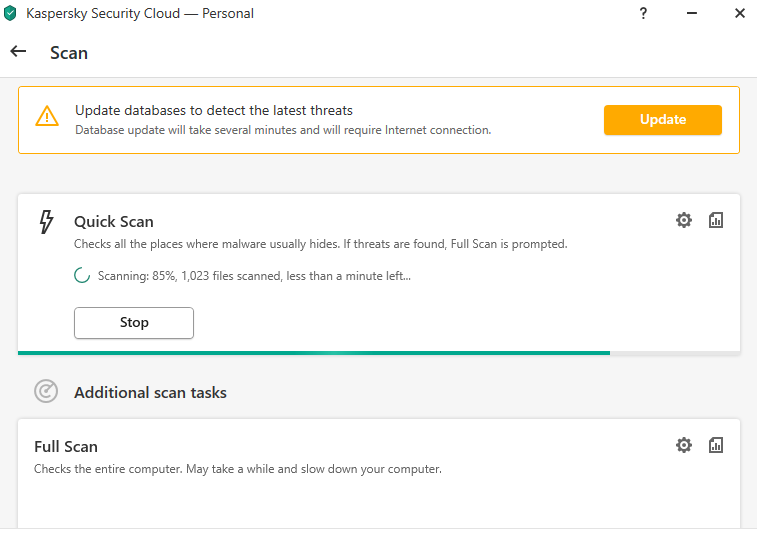 Kaspersky Security Cloud — Personal
?
Scan
Update databases to detect the latest threats
Database update will take several minutes and will require Internet connection.
Update
Quick Scan
Checks all the places where malware usually hides. If threats are found, Full Scan is prompted.
Scanning: 85%, 1,023 files scanned, less than a minute left...
Stop
Additional scan tasks
Full Scan
Checks the entire computer. May take a while and slow down your computer.